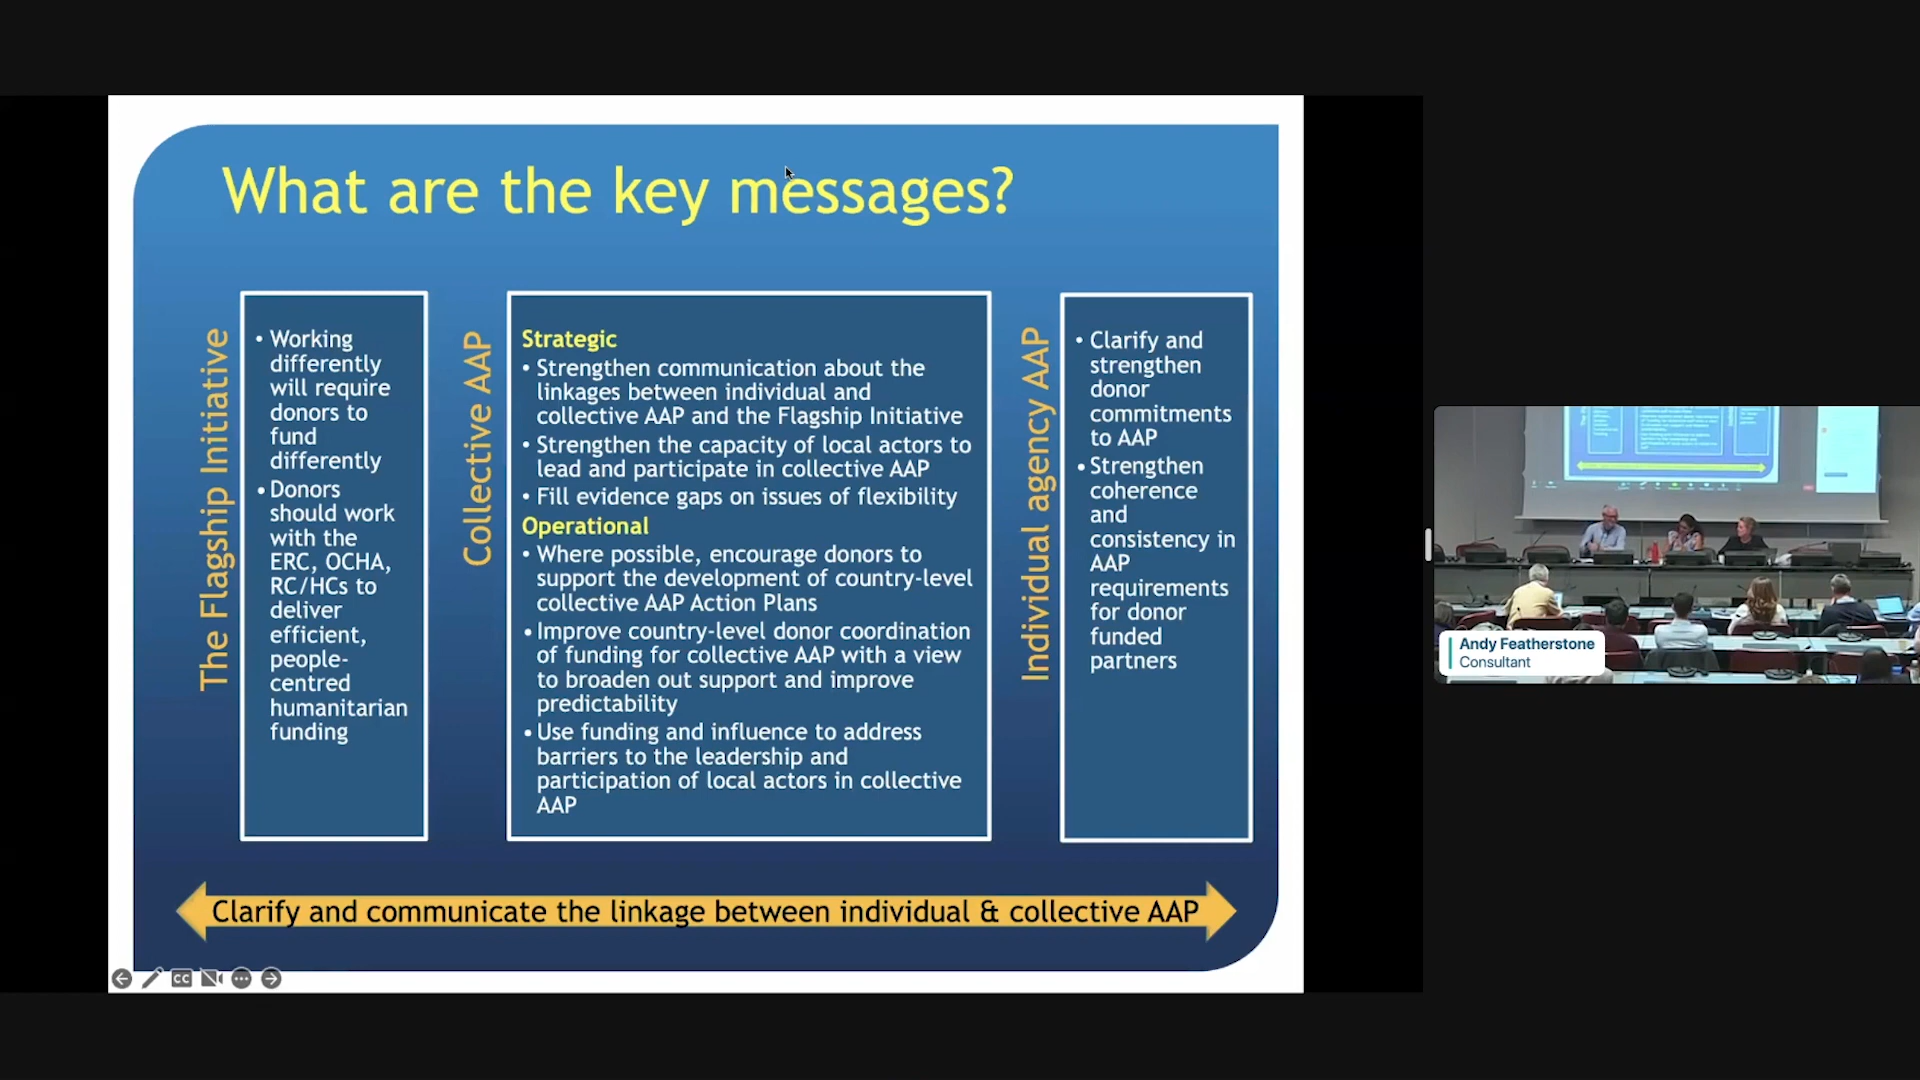 What are the key messages?
The Flagship Initiative
• Working
differently
will require
donors to
fund
differently
• Donors
should work
with the
ERC, OCHA,
RC/HCs to
deliver
efficient,
people-
centred
humanitarian
funding
Collective AAP
Strategic
• Strengthen communication about the
linkages between individual and
collective AAP and the Flagship Initiative
• Strengthen the capacity of local actors to
lead and participate in collective AAP
• Fill evidence gaps on issues of flexibility
Operational
• Where possible, encourage donors to
support the development of country-level
collective AAP Action Plans
• Improve country-level donor coordination
of funding for collective AAP with a view
to broaden out support and improve
predictability
• Use funding and influence to address
barriers to the leadership and
participation of local actors in collective
AAP
Individual agency AAP
• Clarify and
strengthen
donor
commitments
to AAP
• Strengthen
coherence
and
consistency in
AAP
requirements
for donor
funded
partners
Clarify and communicate the linkage between individual & collective AAP
CC
Andy Featherstone
Consultant